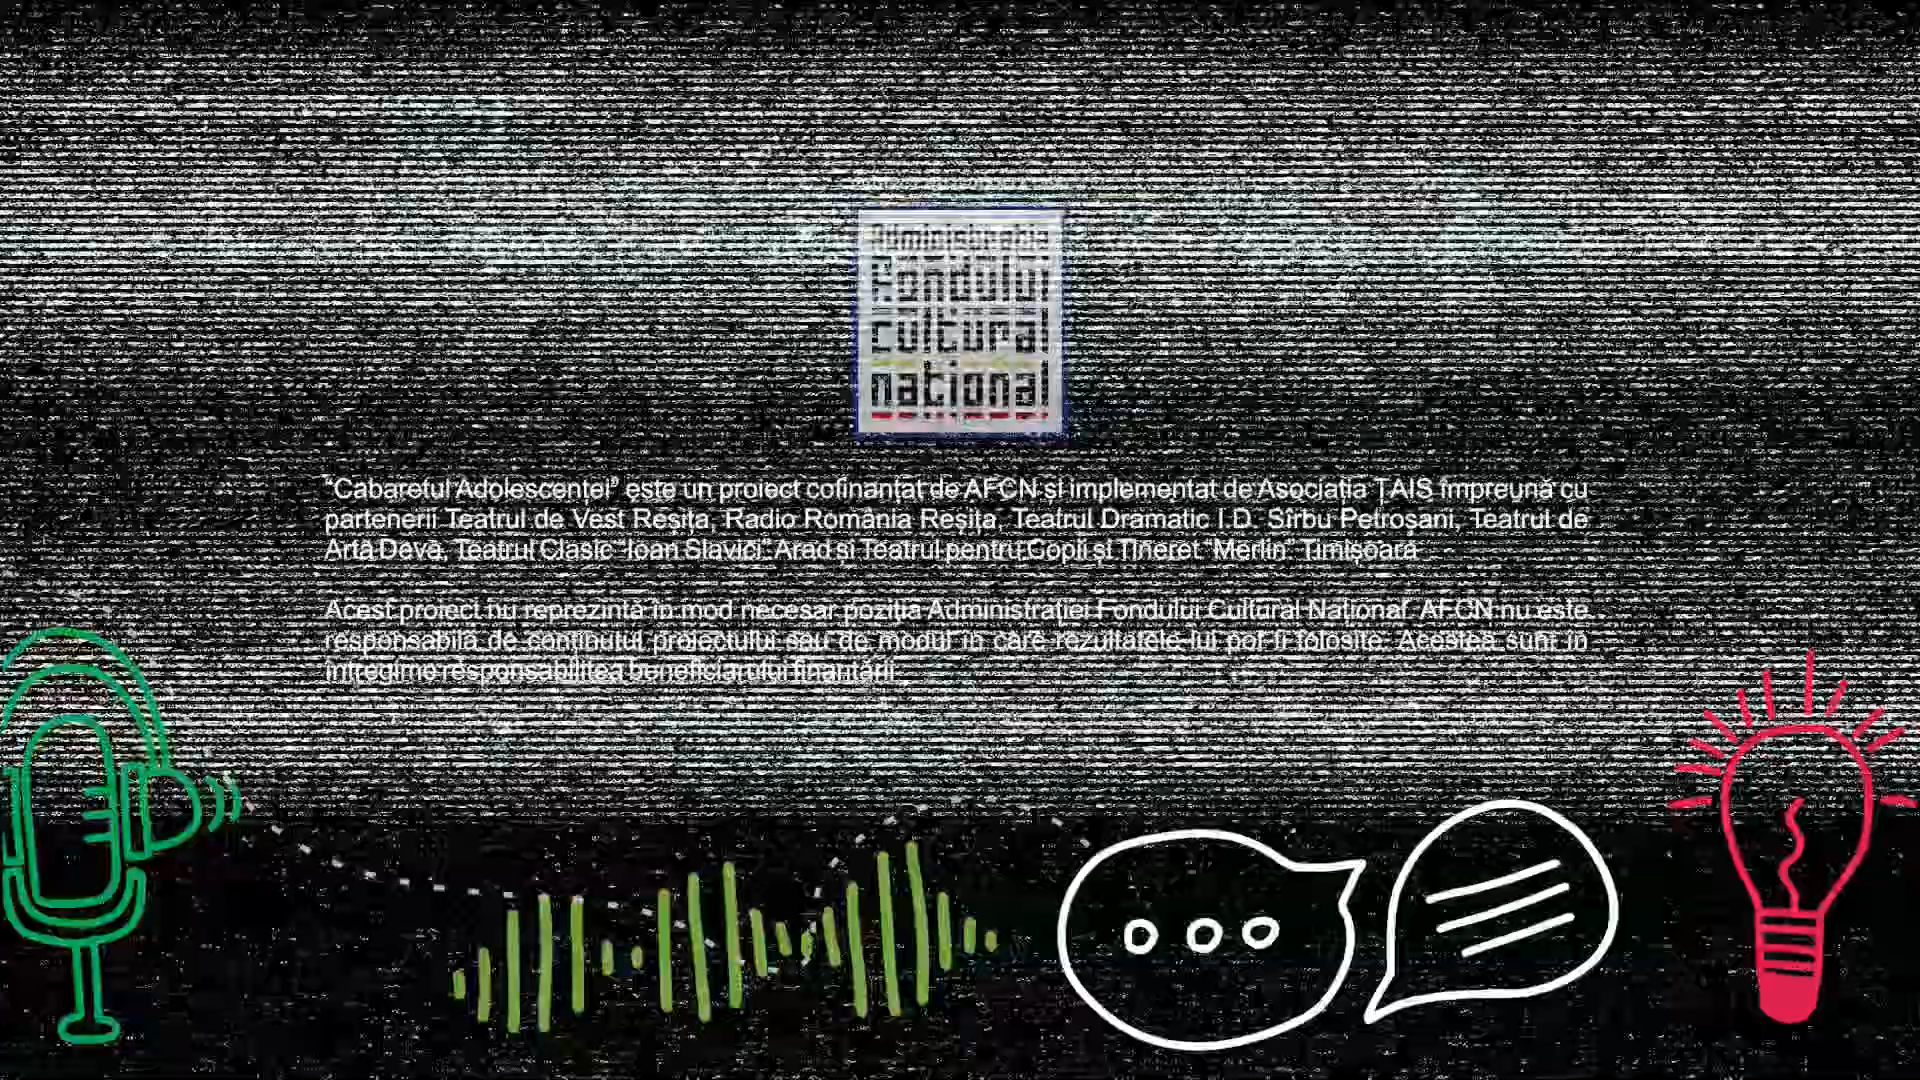 Administrația
Fondului
cultural
național
"Cabaretul Adolescenței" este un proiect cofinanțat de AFCN și implementat de Asociația TAIS împreună cu
partenerii Teatrul de Vest Reșița, Radio România Reșița, Teatrul Dramatic I.D. Sîrbu Petroșani, Teatrul de
Artă Deva, Teatrul Clasic "Ioan Slavici" Arad și Teatrul pentru Copii și Tineret "Merlin" Timișoara
Acest proiect nu reprezintă în mod necesar poziția Administrației Fondului Cultural Național. AFCN nu este
responsabilă de conținutul proiectului sau de modul în care rezultatele lui pot fi folosite. Acestea sunt în
întregime responsabilitea beneficiarului finanțării.